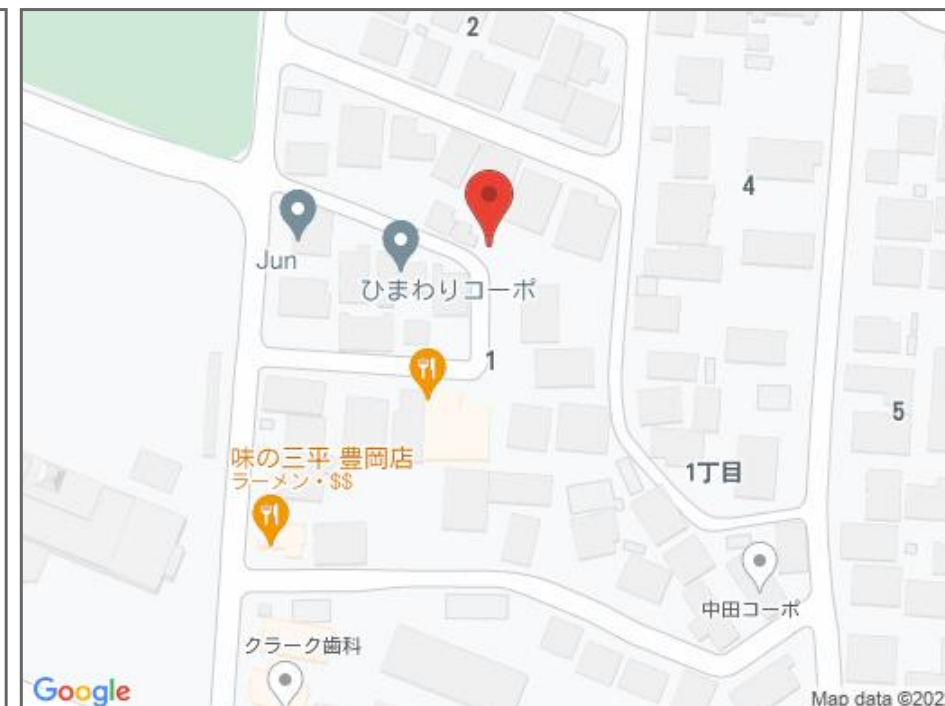 2
4
Jun
ひまわりコーポ
1
5
味の三平 豊岡店
ラーメン・$$
1丁目
中田コーポ
クラーク歯科
Google
Map data ©202